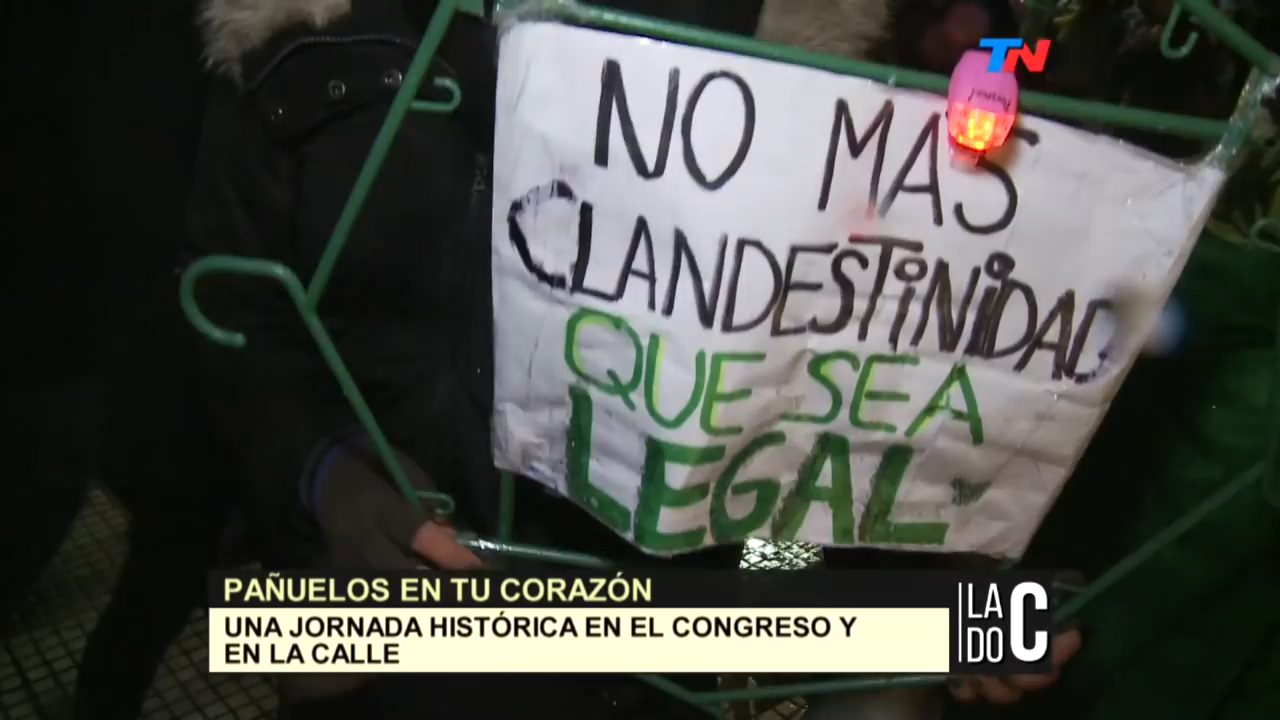 TN
NO MAS
CLANDESTINIDAD
QUE SEA
LEGAL
PAÑUELOS EN TU CORAZÓN
UNA JORNADA HISTÓRICA EN EL CONGRESO Y
EN LA CALLE
LA
DO C